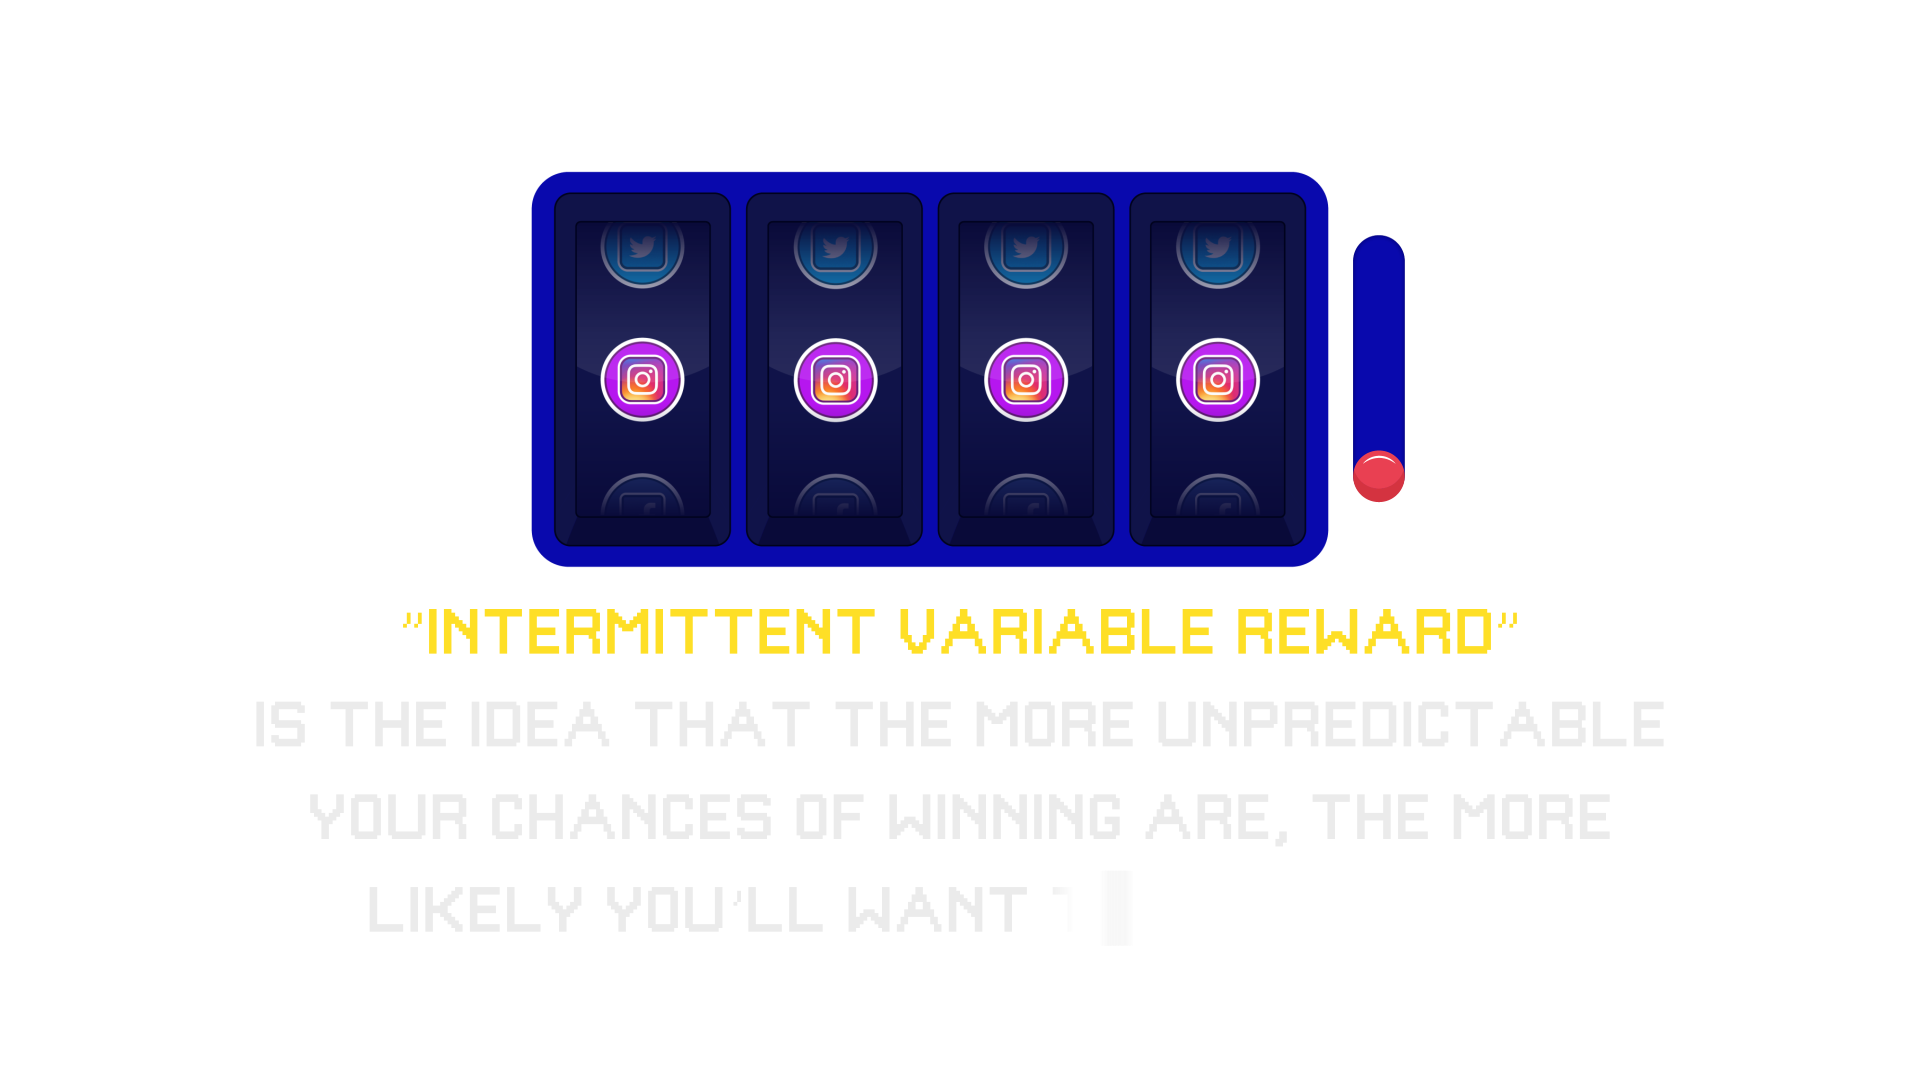 "INTERMITTENT VARIABLE REWARD"
IS THE IDEA THAT THE MORE UNPREDICTABLE
YOUR CHANCES OF WINNING ARE, THE MORE
LIKELY YOU'LL WANT